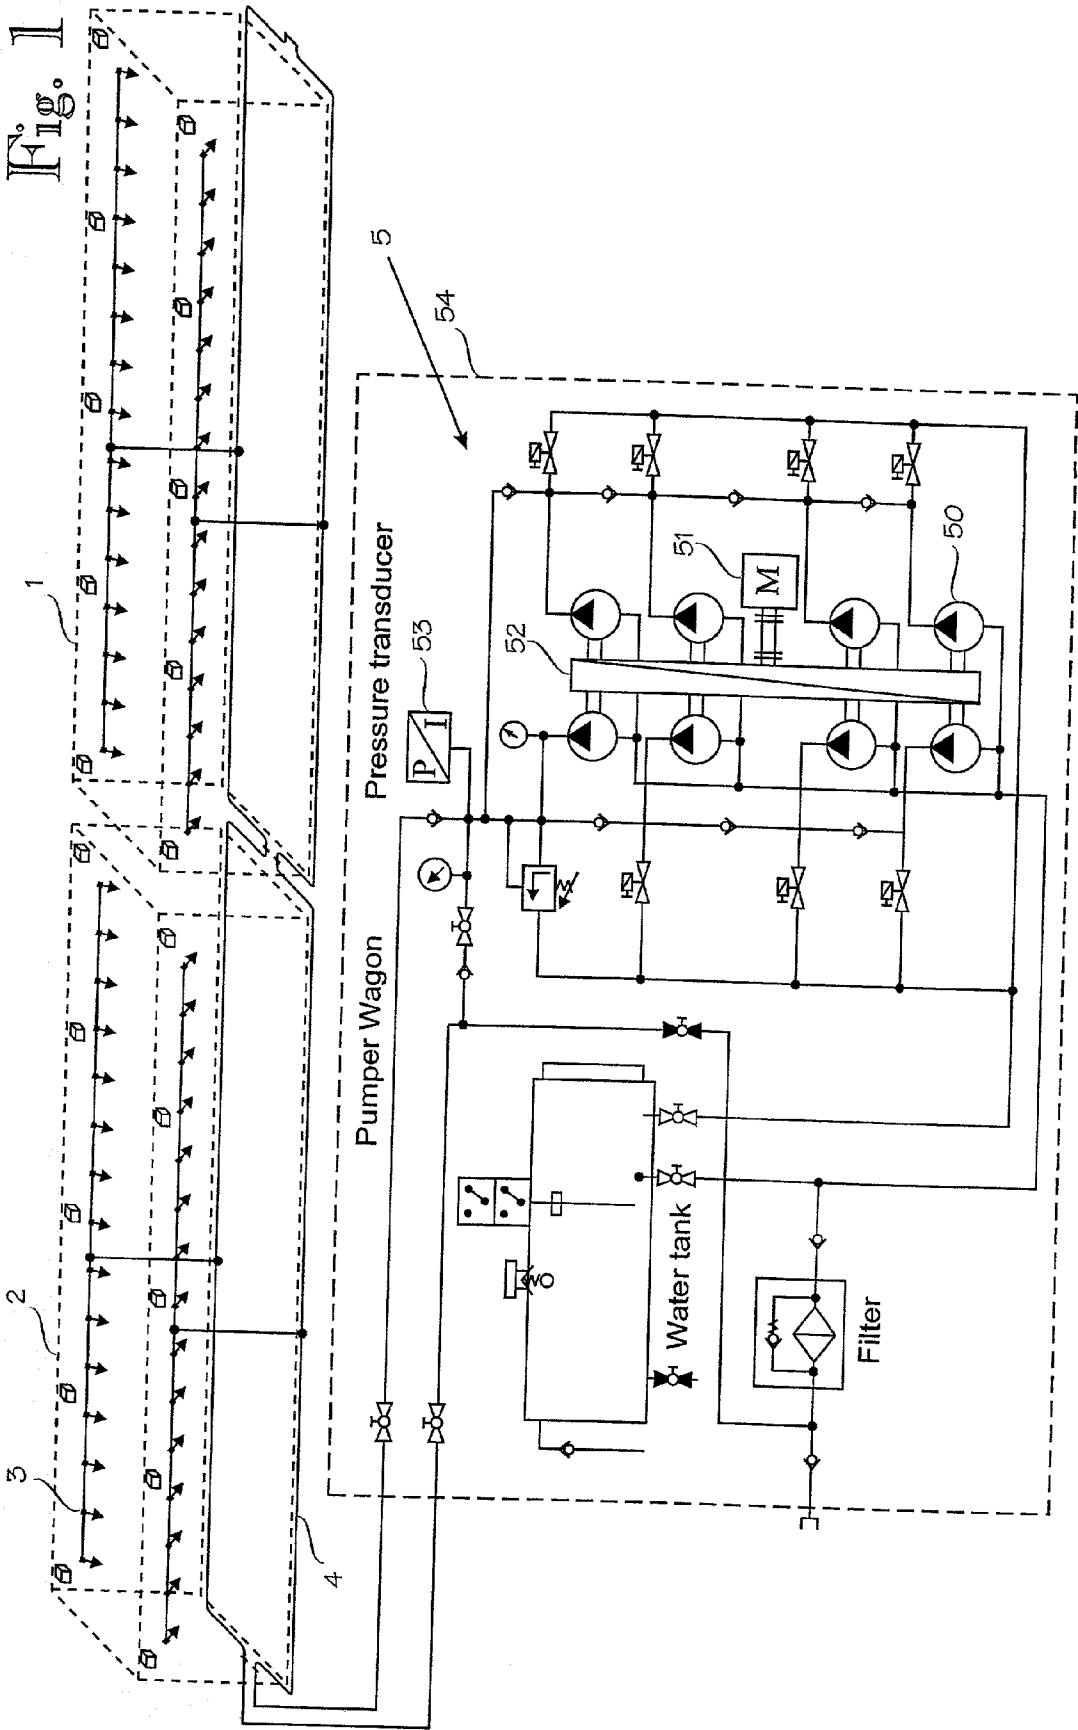 Fig. 1
1
2
3
4
5
54
Pressure transducer
53
P
I
52
51
M
50
Pumper Wagon
Water tank
Filter